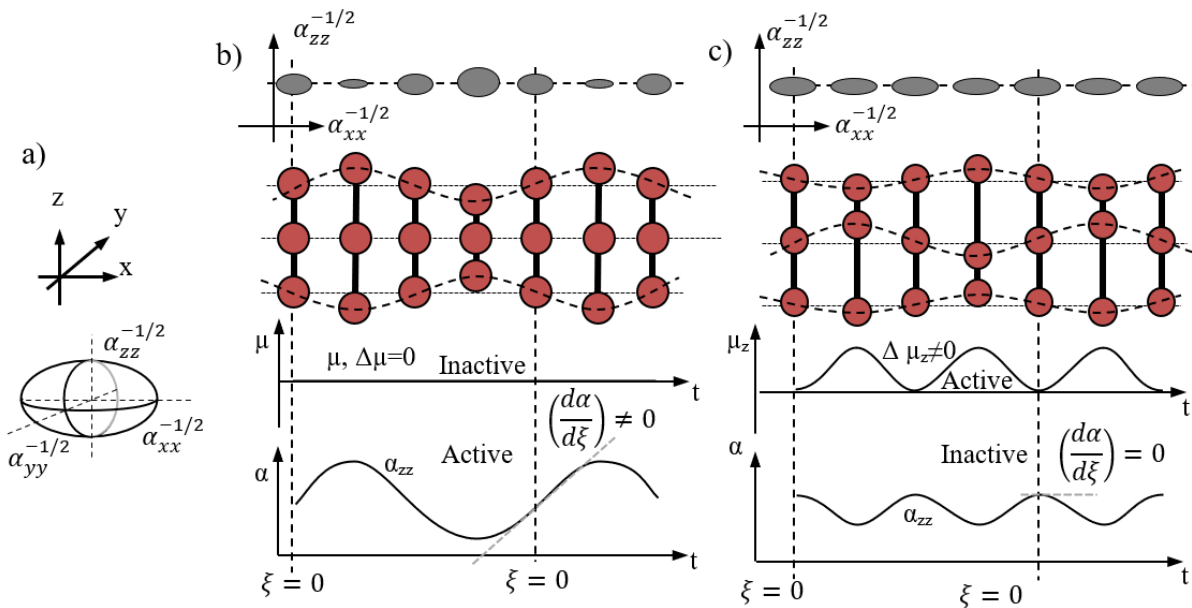 a)
z
y
x
α_zz^{-1/2}
α_xx^{-1/2}
α_yy^{-1/2}
b)
α_zz^{-1/2}
α_xx^{-1/2}
μ
μ, Δμ=0
Inactive
t
(dα/dξ) ≠ 0
Active
α
α_zz
t
ξ = 0
ξ = 0
c)
α_zz^{-1/2}
α_xx^{-1/2}
μ_z
Δ μ_z≠0
Active
t
α
Inactive
(dα/dξ) = 0
α_zz
t
ξ = 0
ξ = 0